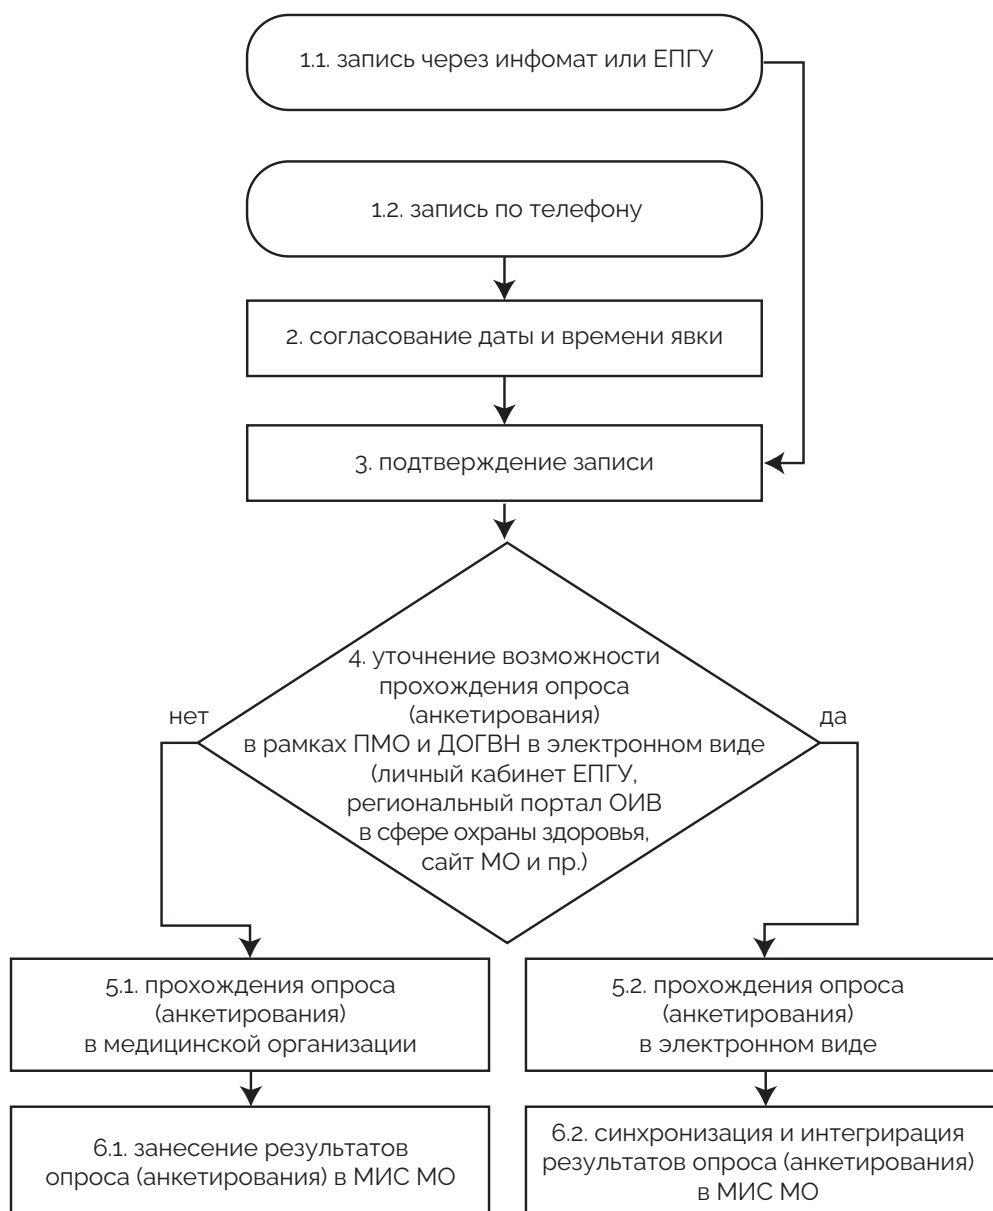 1.1. запись через инфомат или ЕПГУ
1.2. запись по телефону
2. согласование даты и времени явки
3. подтверждение записи
4. уточнение возможности
прохождения опроса
(анкетирования)
в рамках ПМО и ДОГВН в электронном виде
(личный кабинет ЕПГУ,
региональный портал ОИВ
в сфере охраны здоровья,
сайт МО и пр.)
нет
да
5.1. прохождения опроса
(анкетирования)
в медицинской организации
5.2. прохождения опроса
(анкетирования)
в электронном виде
6.1. занесение результатов
опроса (анкетирования) в МИС МО
6.2. синхронизация и интегрирация
результатов опроса (анкетирования)
в МИС МО